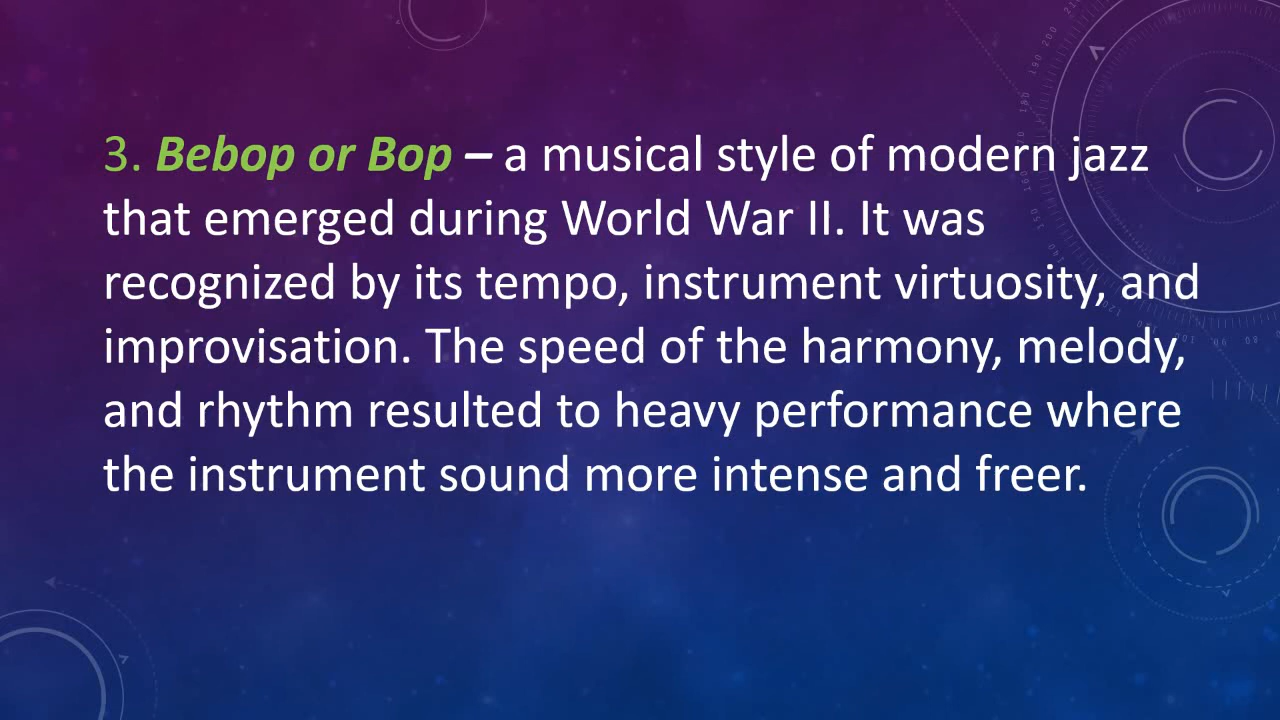 3. Bebop or Bop – a musical style of modern jazz
that emerged during World War II. It was
recognized by its tempo, instrument virtuosity, and
improvisation. The speed of the harmony, melody,
and rhythm resulted to heavy performance where
the instrument sound more intense and freer.